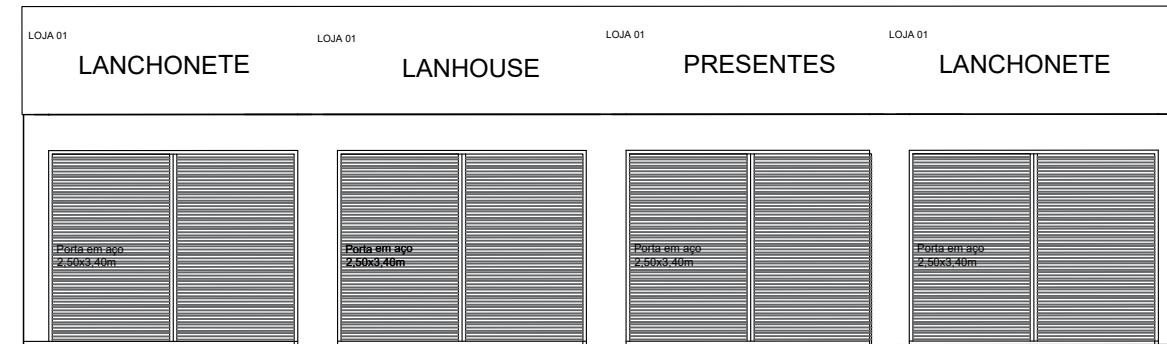 LOJA 01
LANCHONETE
Porta em aço
2,50x3,40m
LOJA 01
LANHOUSE
Porta em aço
2,50x3,40m
LOJA 01
PRESENTES
Porta em aço
2,50x3,40m
LOJA 01
LANCHONETE
Porta em aço
2,50x3,40m